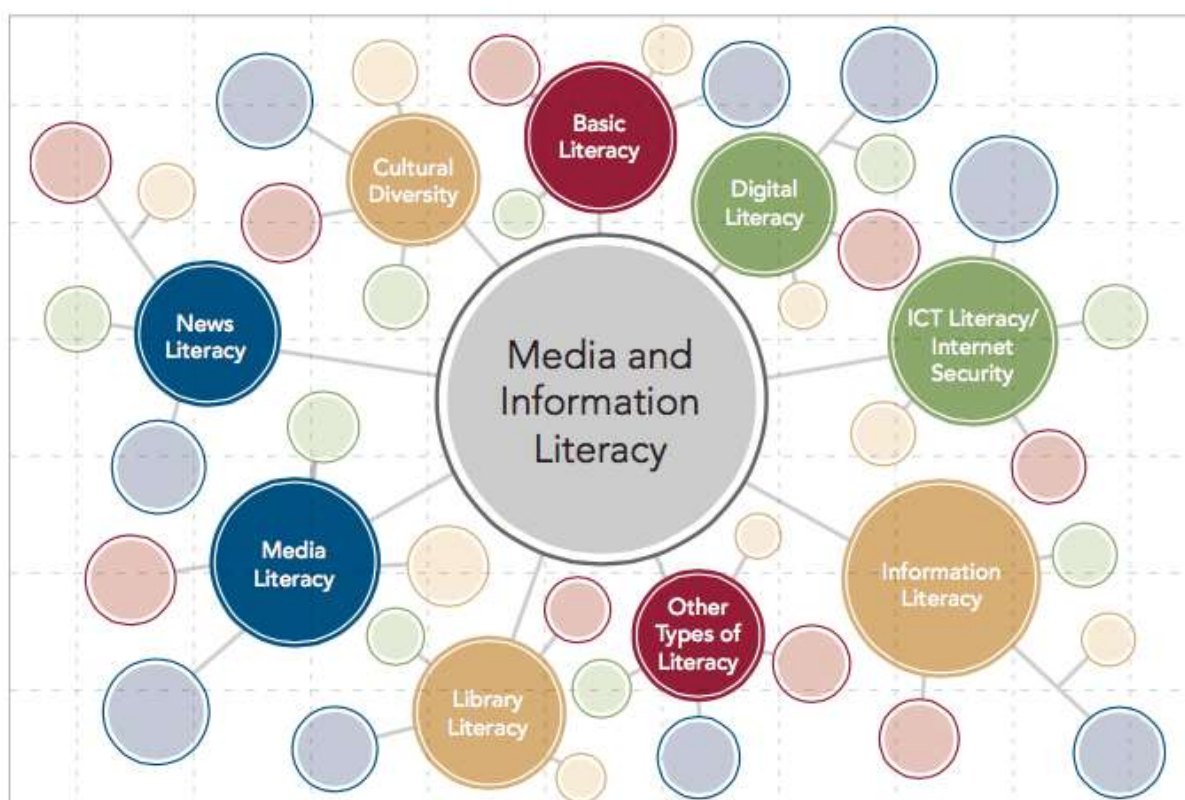 Basic
Literacy
Cultural
Diversity
Digital
Literacy
News
Literacy
ICT Literacy/
Internet
Security
Media and
Information
Literacy
Media
Literacy
Information
Literacy
Other
Types of
Literacy
Library
Literacy